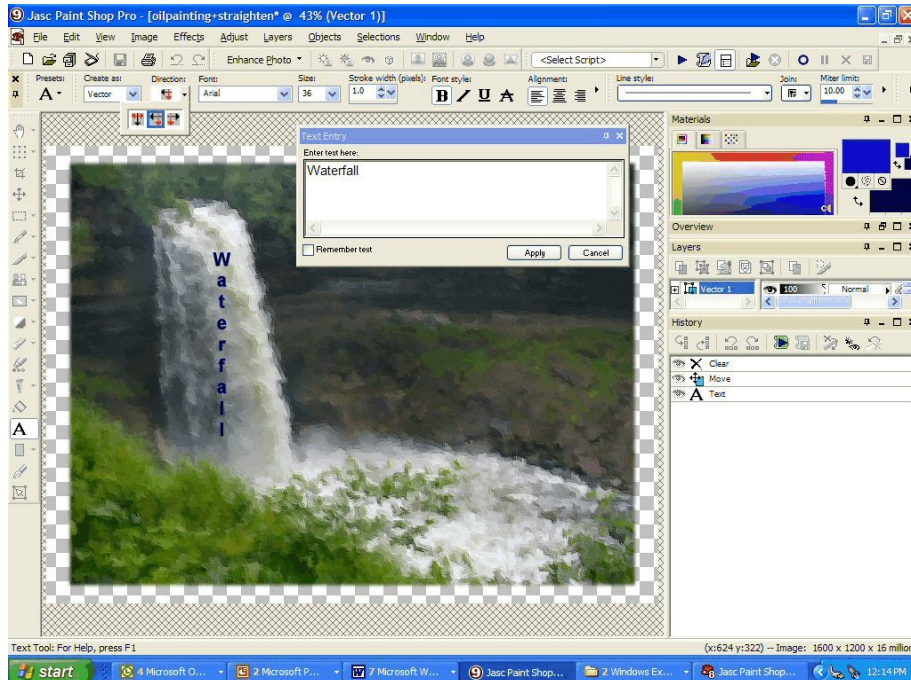 Jasc Paint Shop Pro - [oilpainting+straighten* @ 43% (Vector 1)]
File Edit View Image Effects Adjust Layers Objects Selections Window Help
Enhance Photo <Select Script>
Presets: Create as: Direction: Font: Size: Stroke width (pixels): Font style: Alignment: Line style: Join: Miter limit:
A Vector Arial 36 1.0 B I U A 10.00
Text Entry
Enter text here:
Waterfall
Remember text Apply Cancel
W
a
t
e
r
f
a
l
l
Materials
Overview
Layers
Vector 1 100 Normal
History
Clear
Move
A Text
A
Text Tool: For Help, press F1
(x:624 y:322) -- Image: 1600 x 1200 x 16 million
start 4 Microsoft O... 2 Microsoft P... 7 Microsoft W... Jasc Paint Shop... 2 Windows Ex... Jasc Paint Shop... 12:14 PM